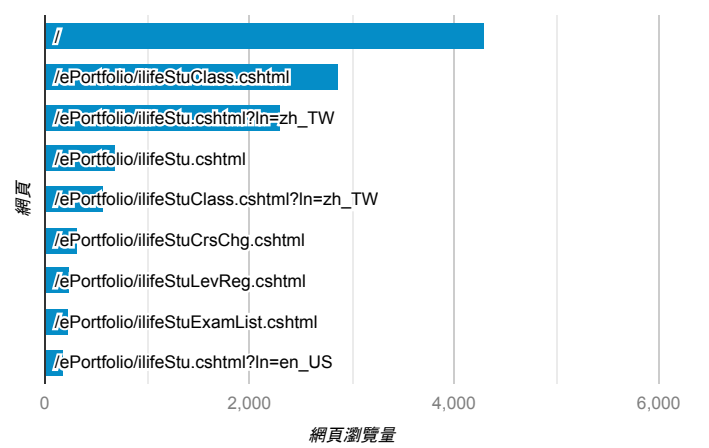 /
/ePortfolio/ilifeStuClass.cshtml
/ePortfolio/ilifeStu.cshtml?ln=zh_TW
/ePortfolio/ilifeStu.cshtml
/ePortfolio/ilifeStuClass.cshtml?ln=zh_TW
/ePortfolio/ilifeStuCrsChg.cshtml
/ePortfolio/ilifeStuLevReg.cshtml
/ePortfolio/ilifeStuExamList.cshtml
/ePortfolio/ilifeStu.cshtml?ln=en_US
網頁
0 2,000 4,000 6,000
網頁瀏覽量